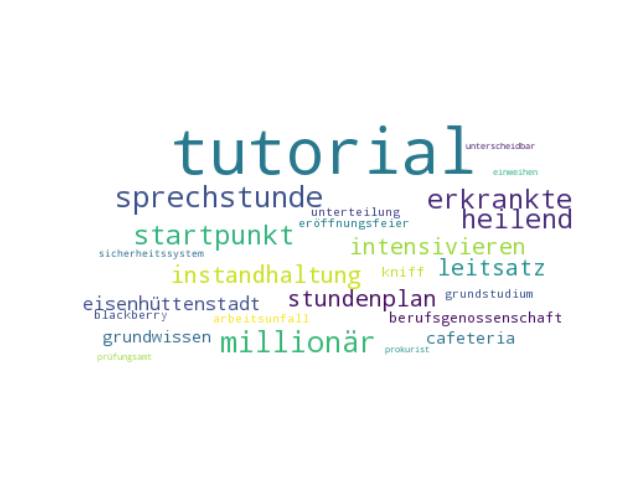 tutorial
unterscheidbar
einweihen
sprechstunde
erkrankte
unterteilung
heilend
eröffnungsfeier
startpunkt
intensivieren
sicherheitssystem
leitsatz
instandhaltung
kniff
stundenplan
grundstudium
eisenhüttenstadt
blackberry
arbeitsunfall
berufsgenossenschaft
grundwissen
millionär
cafeteria
prokurist
prüfungsamt